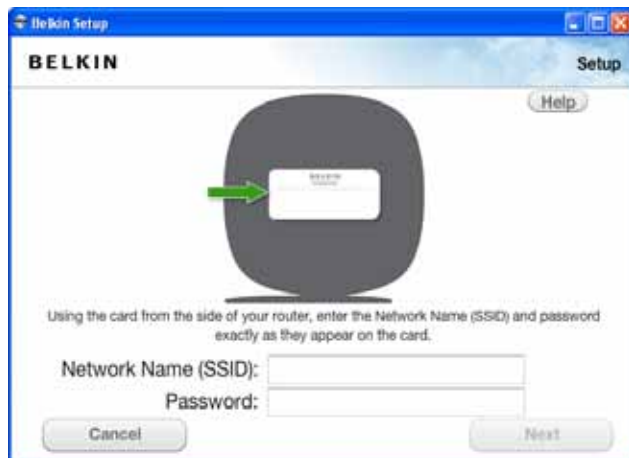 Belkin Setup
BELKIN
Setup
Help
BELKIN
Using the card from the side of your router, enter the Network Name (SSID) and password
exactly as they appear on the card.
Network Name (SSID):
Password:
Cancel
Next